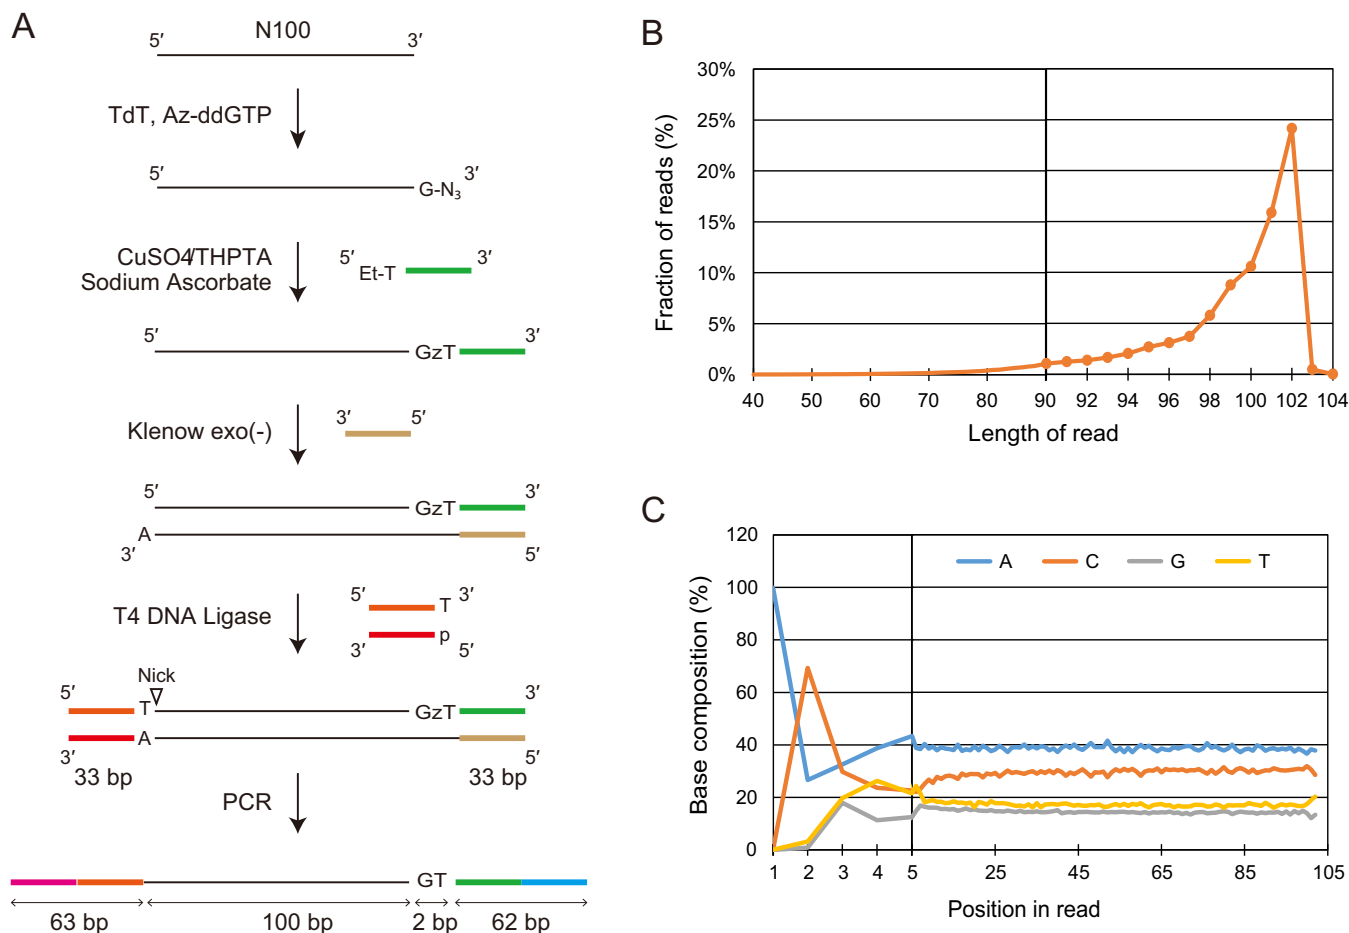 A
5′ N100 3′
TdT, Az-ddGTP
5′ G-N₃ 3′
CuSO4/THPTA
Sodium Ascorbate
5′ Et-T 3′
5′ GzT 3′
Klenow exo(-)
3′ 5′
5′ GzT 3′
A
3′ 5′
T4 DNA Ligase
5′ T 3′
3′ p 5′
Nick
5′ T GzT 3′
A
3′ 5′
33 bp 33 bp
PCR
GT
63 bp 100 bp 2 bp 62 bp
B
30%
25%
20%
15%
10%
5%
0%
Fraction of reads (%)
40 50 60 70 80 90 92 94 96 98 100 102 104
Length of read
C
120
100
80
60
40
20
0
Base composition (%)
A C G T
1 2 3 4 5 25 45 65 85 105
Position in read